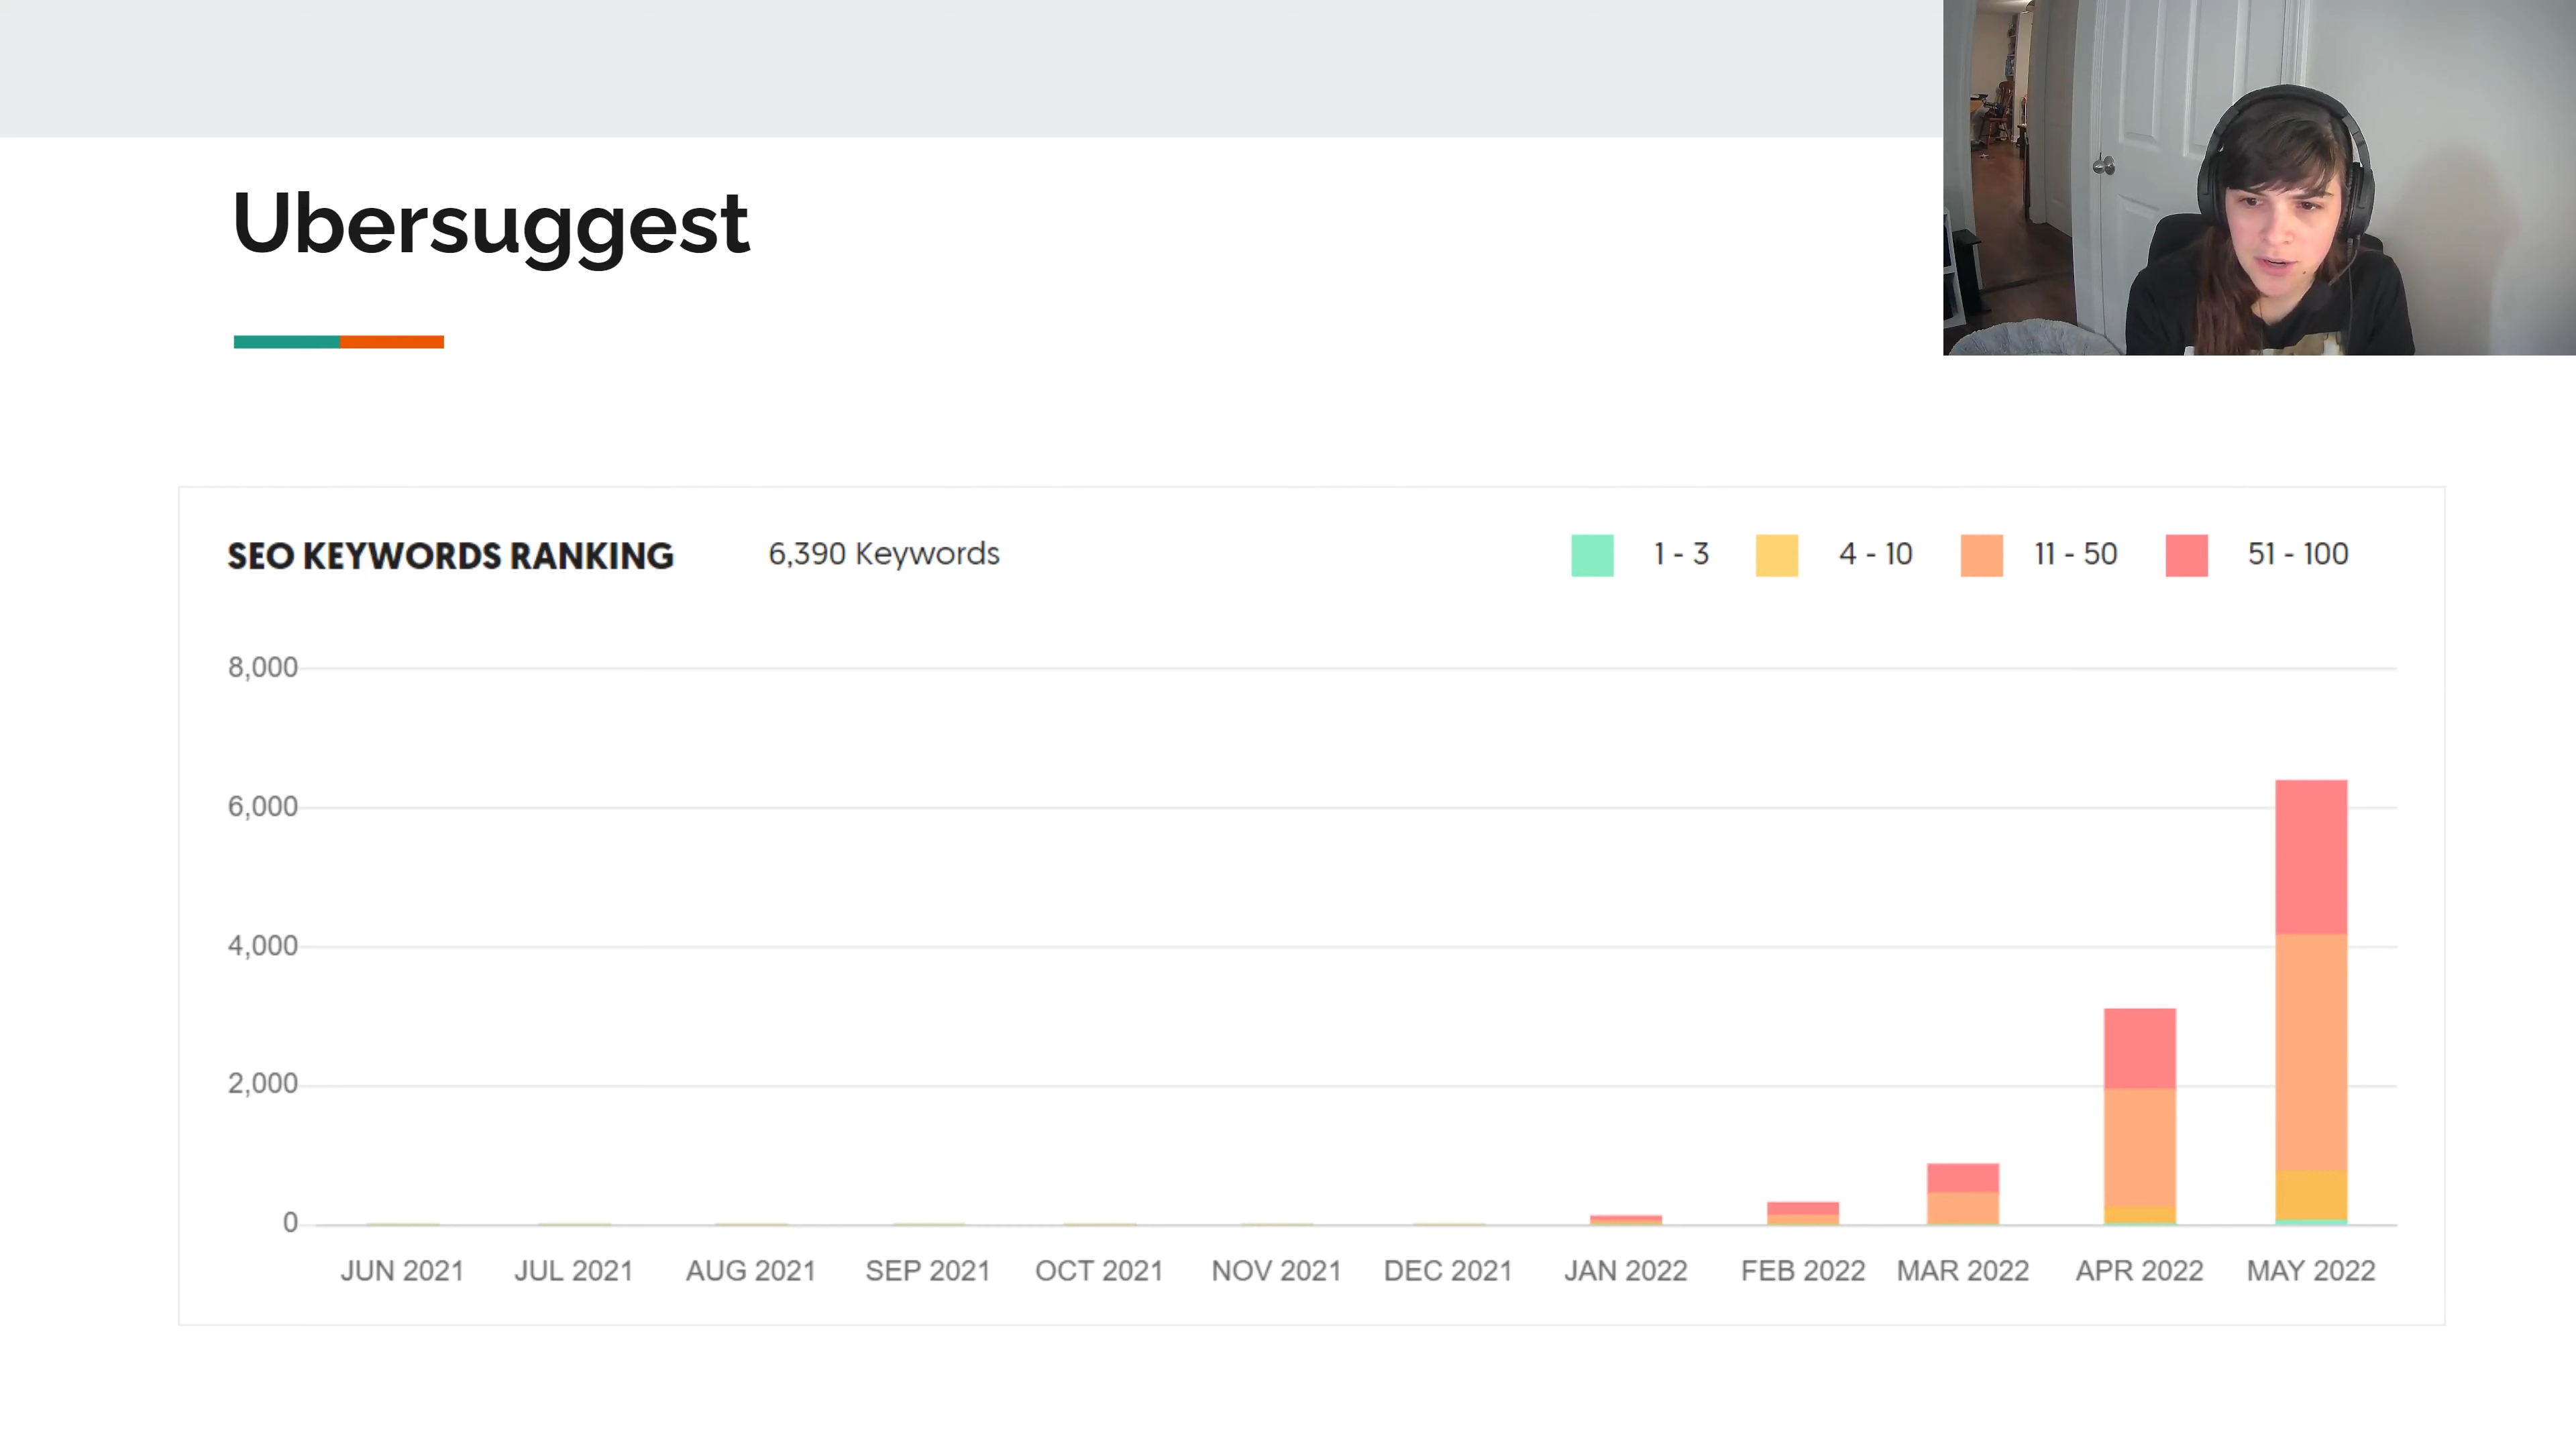 Ubersuggest
SEO KEYWORDS RANKING 6,390 Keywords 1 - 3 4 - 10 11 - 50 51 - 100
8,000
6,000
4,000
2,000
0
JUN 2021 JUL 2021 AUG 2021 SEP 2021 OCT 2021 NOV 2021 DEC 2021 JAN 2022 FEB 2022 MAR 2022 APR 2022 MAY 2022